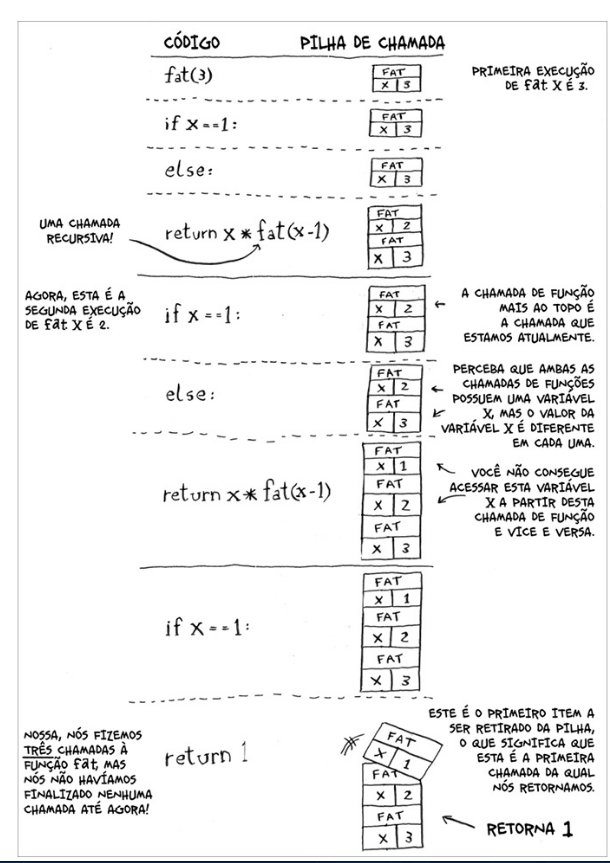 CÓDIGO PILHA DE CHAMADA
fat(3)
FAT
X 3
PRIMEIRA EXECUÇÃO
DE fat X É 3.
if x==1:
FAT
X 3
else:
FAT
X 3
UMA CHAMADA
RECURSIVA!
return x * fat(x-1)
FAT
X 2
FAT
X 3
AGORA, ESTA É A
SEGUNDA EXECUÇÃO
DE fat X É 2.
if x==1:
FAT
X 2
FAT
X 3
A CHAMADA DE FUNÇÃO
MAIS AO TOPO É
A CHAMADA QUE
ESTAMOS ATUALMENTE.
else:
FAT
X 2
FAT
X 3
PERCEBA QUE AMBAS AS
CHAMADAS DE FUNÇÕES
POSSUEM UMA VARIÁVEL
X, MAS O VALOR DA
VARIÁVEL X É DIFERENTE
EM CADA UMA.
return x * fat(x-1)
FAT
X 1
FAT
X 2
FAT
X 3
VOCÊ NÃO CONSEGUE
ACESSAR ESTA VARIÁVEL
X A PARTIR DESTA
CHAMADA DE FUNÇÃO
E VICE E VERSA.
if x==1:
FAT
X 1
FAT
X 2
FAT
X 3
NOSSA, NÓS FIZEMOS
TRÊS CHAMADAS À
FUNÇÃO fat, MAS
NÓS NÃO HAVÍAMOS
FINALIZADO NENHUMA
CHAMADA ATÉ AGORA!
return 1
FAT
X 1
FAT
X 2
FAT
X 3
ESTE É O PRIMEIRO ITEM A
SER RETIRADO DA PILHA,
O QUE SIGNIFICA QUE
ESTA É A PRIMEIRA
CHAMADA DA QUAL
NÓS RETORNAMOS.
RETORNA 1